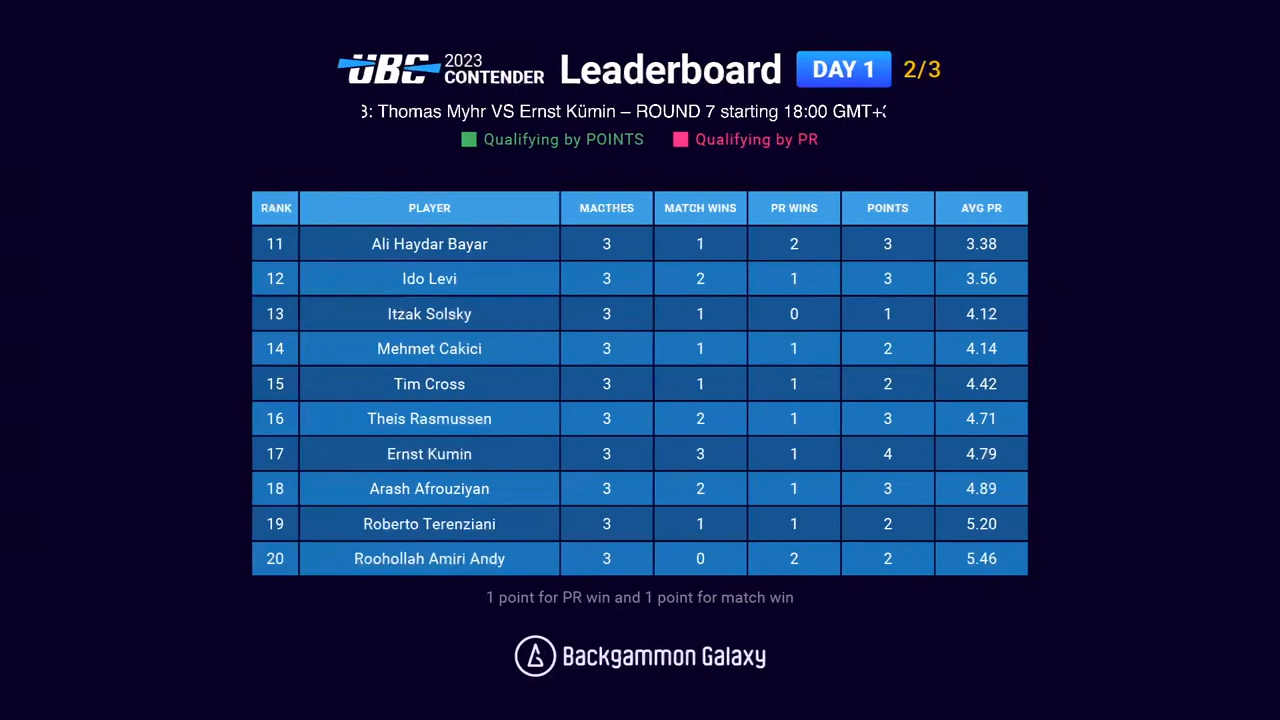 UBC 2023 CONTENDER Leaderboard DAY 1 2/3
3: Thomas Myhr VS Ernst Kümin – ROUND 7 starting 18:00 GMT+
Qualifying by POINTS Qualifying by PR
RANK PLAYER MACTHES MATCH WINS PR WINS POINTS AVG PR
11 Ali Haydar Bayar 3 1 2 3 3.38
12 Ido Levi 3 2 1 3 3.56
13 Itzak Solsky 3 1 0 1 4.12
14 Mehmet Cakici 3 1 1 2 4.14
15 Tim Cross 3 1 1 2 4.42
16 Theis Rasmussen 3 2 1 3 4.71
17 Ernst Kumin 3 3 1 4 4.79
18 Arash Afrouziyan 3 2 1 3 4.89
19 Roberto Terenziani 3 1 1 2 5.20
20 Roohollah Amiri Andy 3 0 2 2 5.46
1 point for PR win and 1 point for match win
Backgammon Galaxy